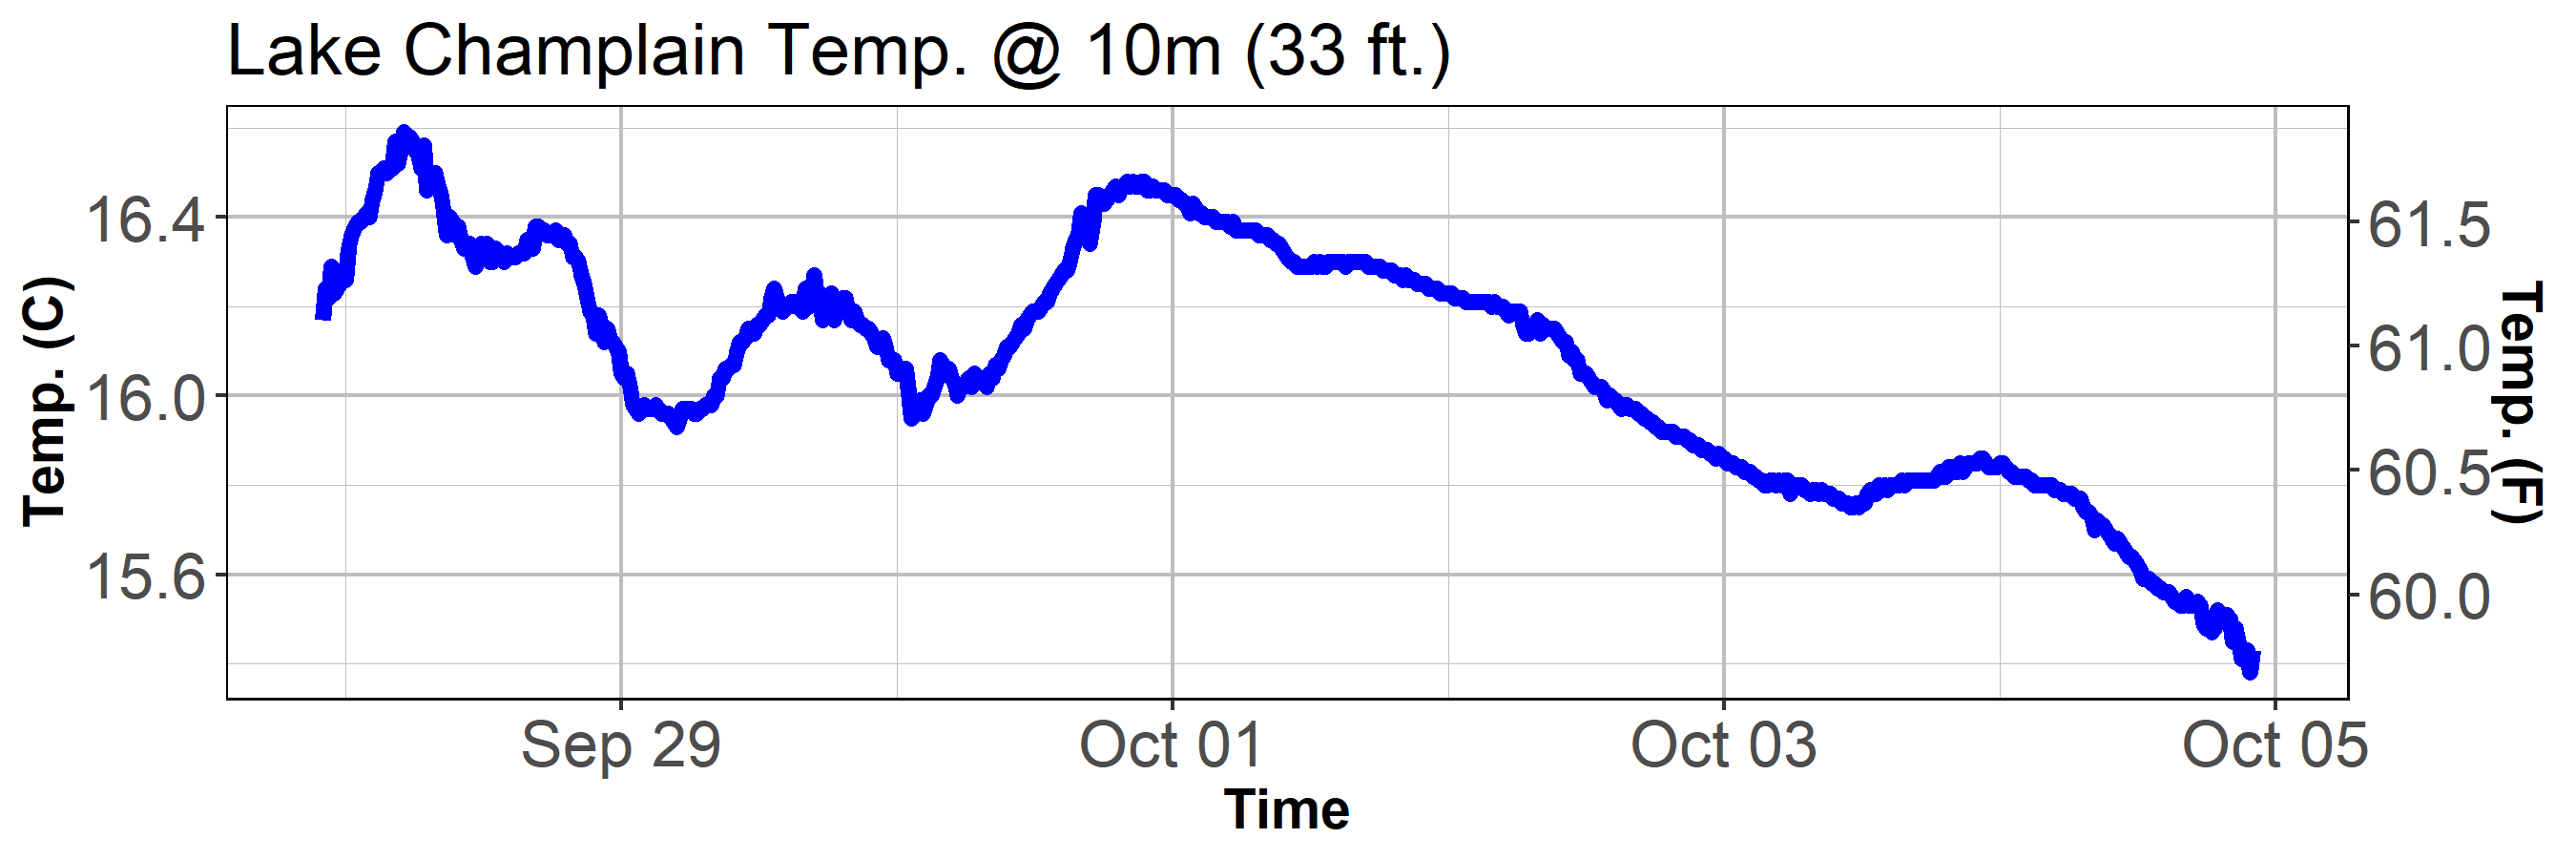 Lake Champlain Temp. @ 10m (33 ft.)
Temp. (C)
16.4
16.0
15.6
61.5
61.0
60.5
60.0
Temp. (F)
Sep 29
Oct 01
Oct 03
Oct 05
Time